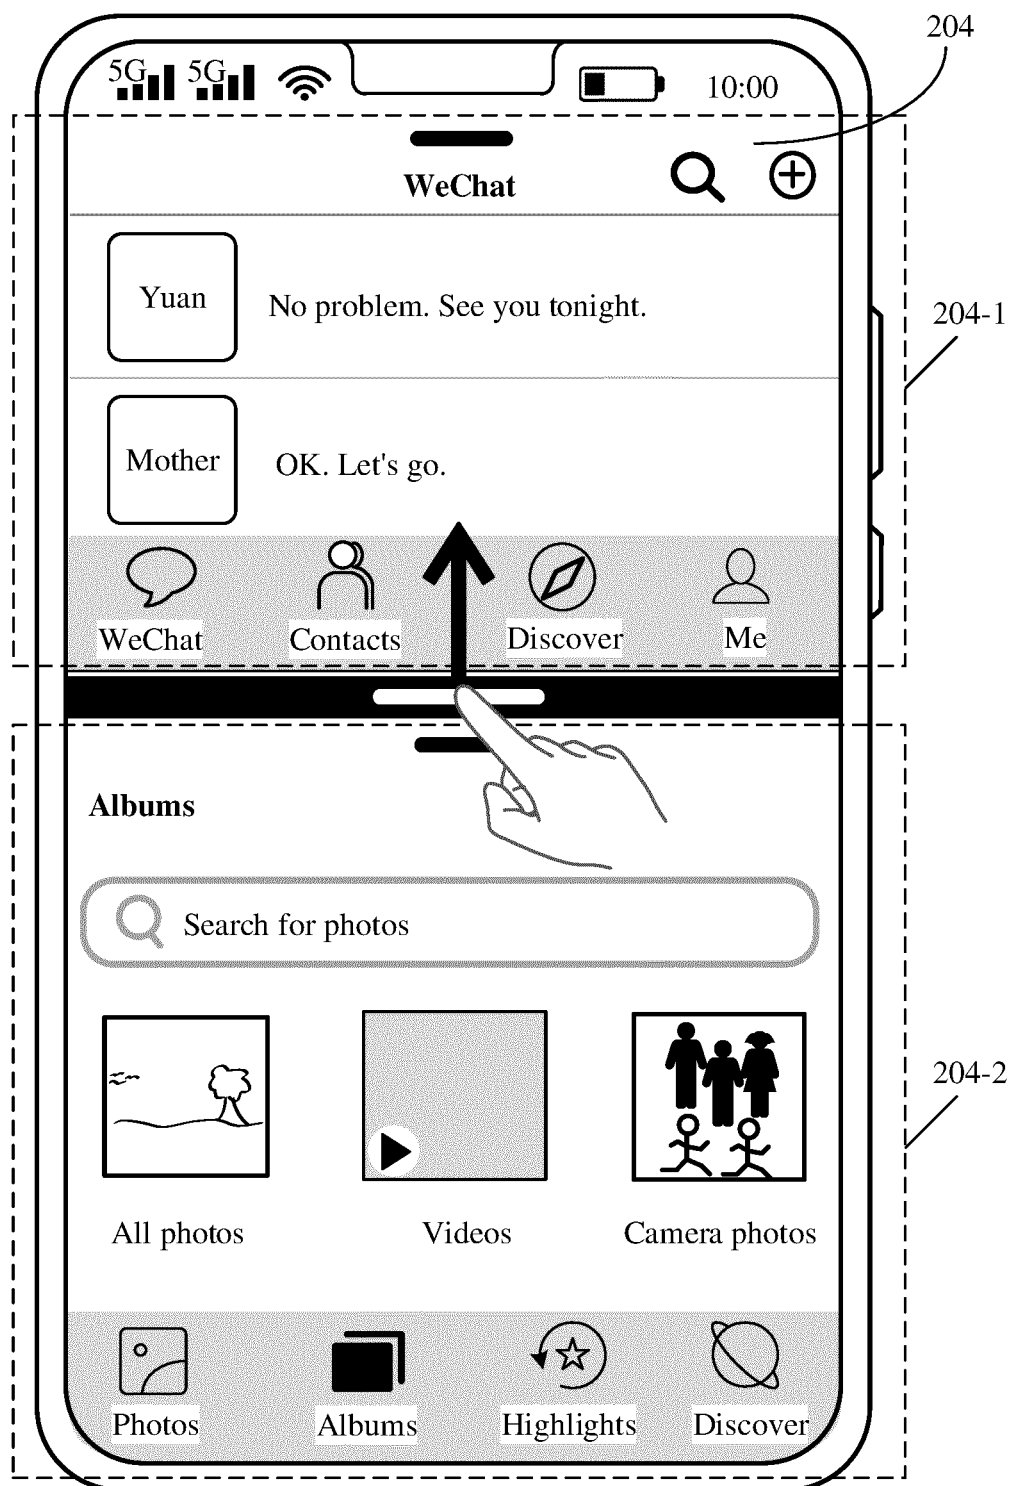 204
5G 5G 10:00
WeChat
204-1
Yuan
No problem. See you tonight.
Mother
OK. Let's go.
WeChat Contacts Discover Me
Albums
Search for photos
204-2
All photos Videos Camera photos
Photos Albums Highlights Discover